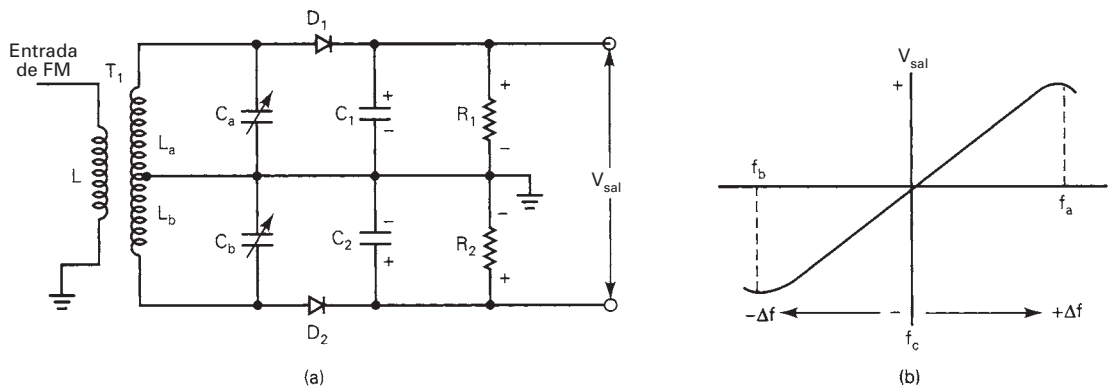 Entrada
de FM
T1
L
La
Lb
Ca
Cb
D1
D2
+
C1
−
−
C2
+
+
R1
−
−
R2
+
Vsal
(a)
Vsal
+
fb
fa
−Δf
−
+Δf
fc
(b)